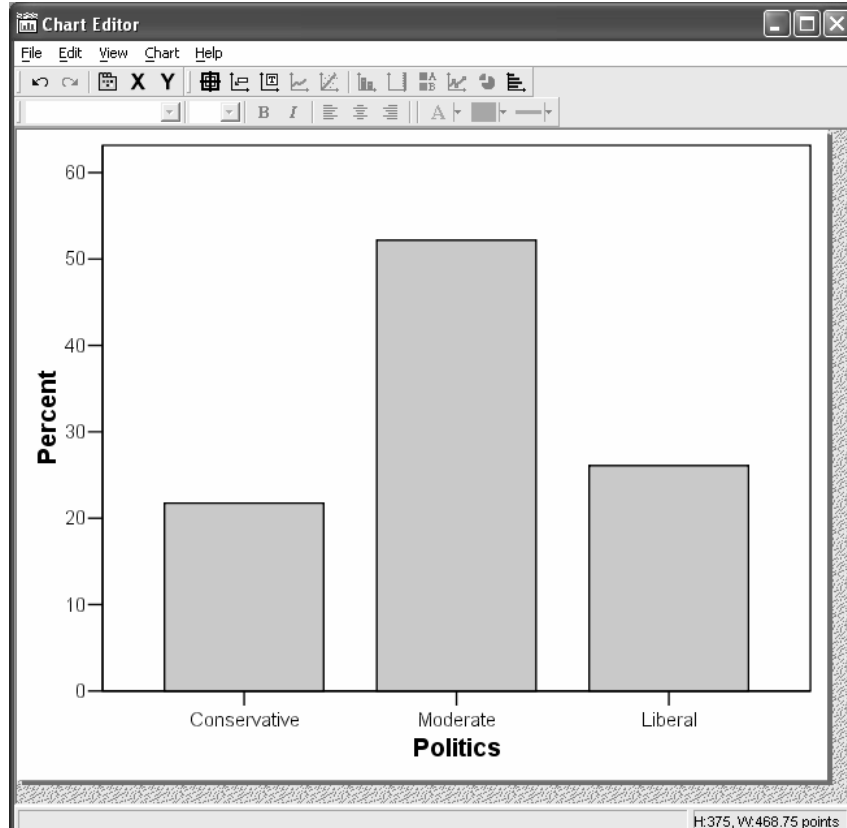 Chart Editor
File Edit View Chart Help
X Y
B I A
60
50
40
30
20
10
0
Percent
Conservative Moderate Liberal
Politics
H:375, W:468.75 points